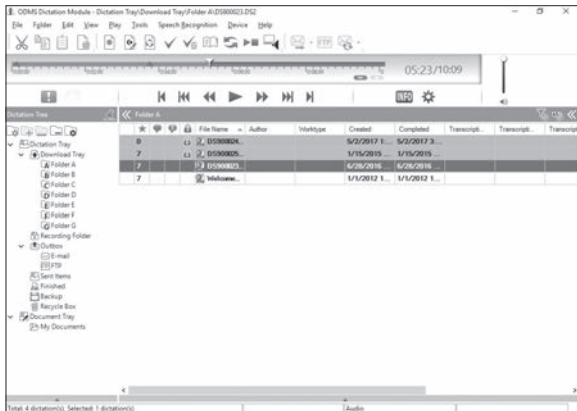 ODMS Dictation Module - Dictation Tray\Download Tray\Folder A\DS900023.DS2
File Folder Edit View Play Tools Speech Recognition Device Help
FTP
05:23/10:09
INFO
Dictation Tree
Folder A
File Name Author Worktype Created Completed Transcripti... Transcripti... Transcripti
0 5/2/2017 1:... 5/2/2017 3...
7 DS900025... 1/15/2015 ... 1/15/2015 ...
7 DS900023... 6/28/2016 ... 6/28/2016 ...
7 Welcome... 1/1/2012 1... 1/1/2012 1...
Dictation Tray
Download Tray
Folder A
Folder B
Folder C
Folder D
Folder E
Folder F
Folder G
Recording Folder
Outbox
E-mail
FTP
Sent Items
Finished
Backup
Recycle Box
Document Tray
My Documents
Total: 4 dictation(s), Selected: 1 dictation(s)
Audio